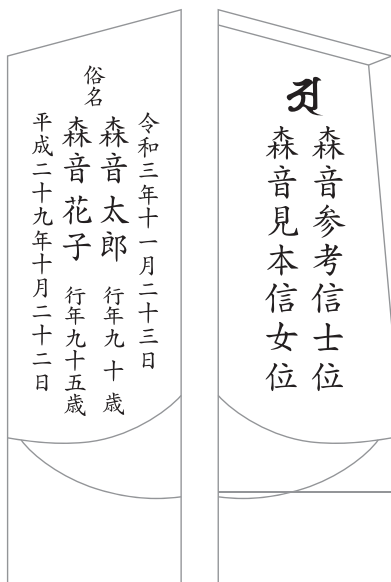 𑖀
森音参考信士位
森音見本信女位
俗名
令和三年十一月二十三日
森音太郎 行年九十歳
森音花子 行年九十五歳
平成二十九年十月二十二日